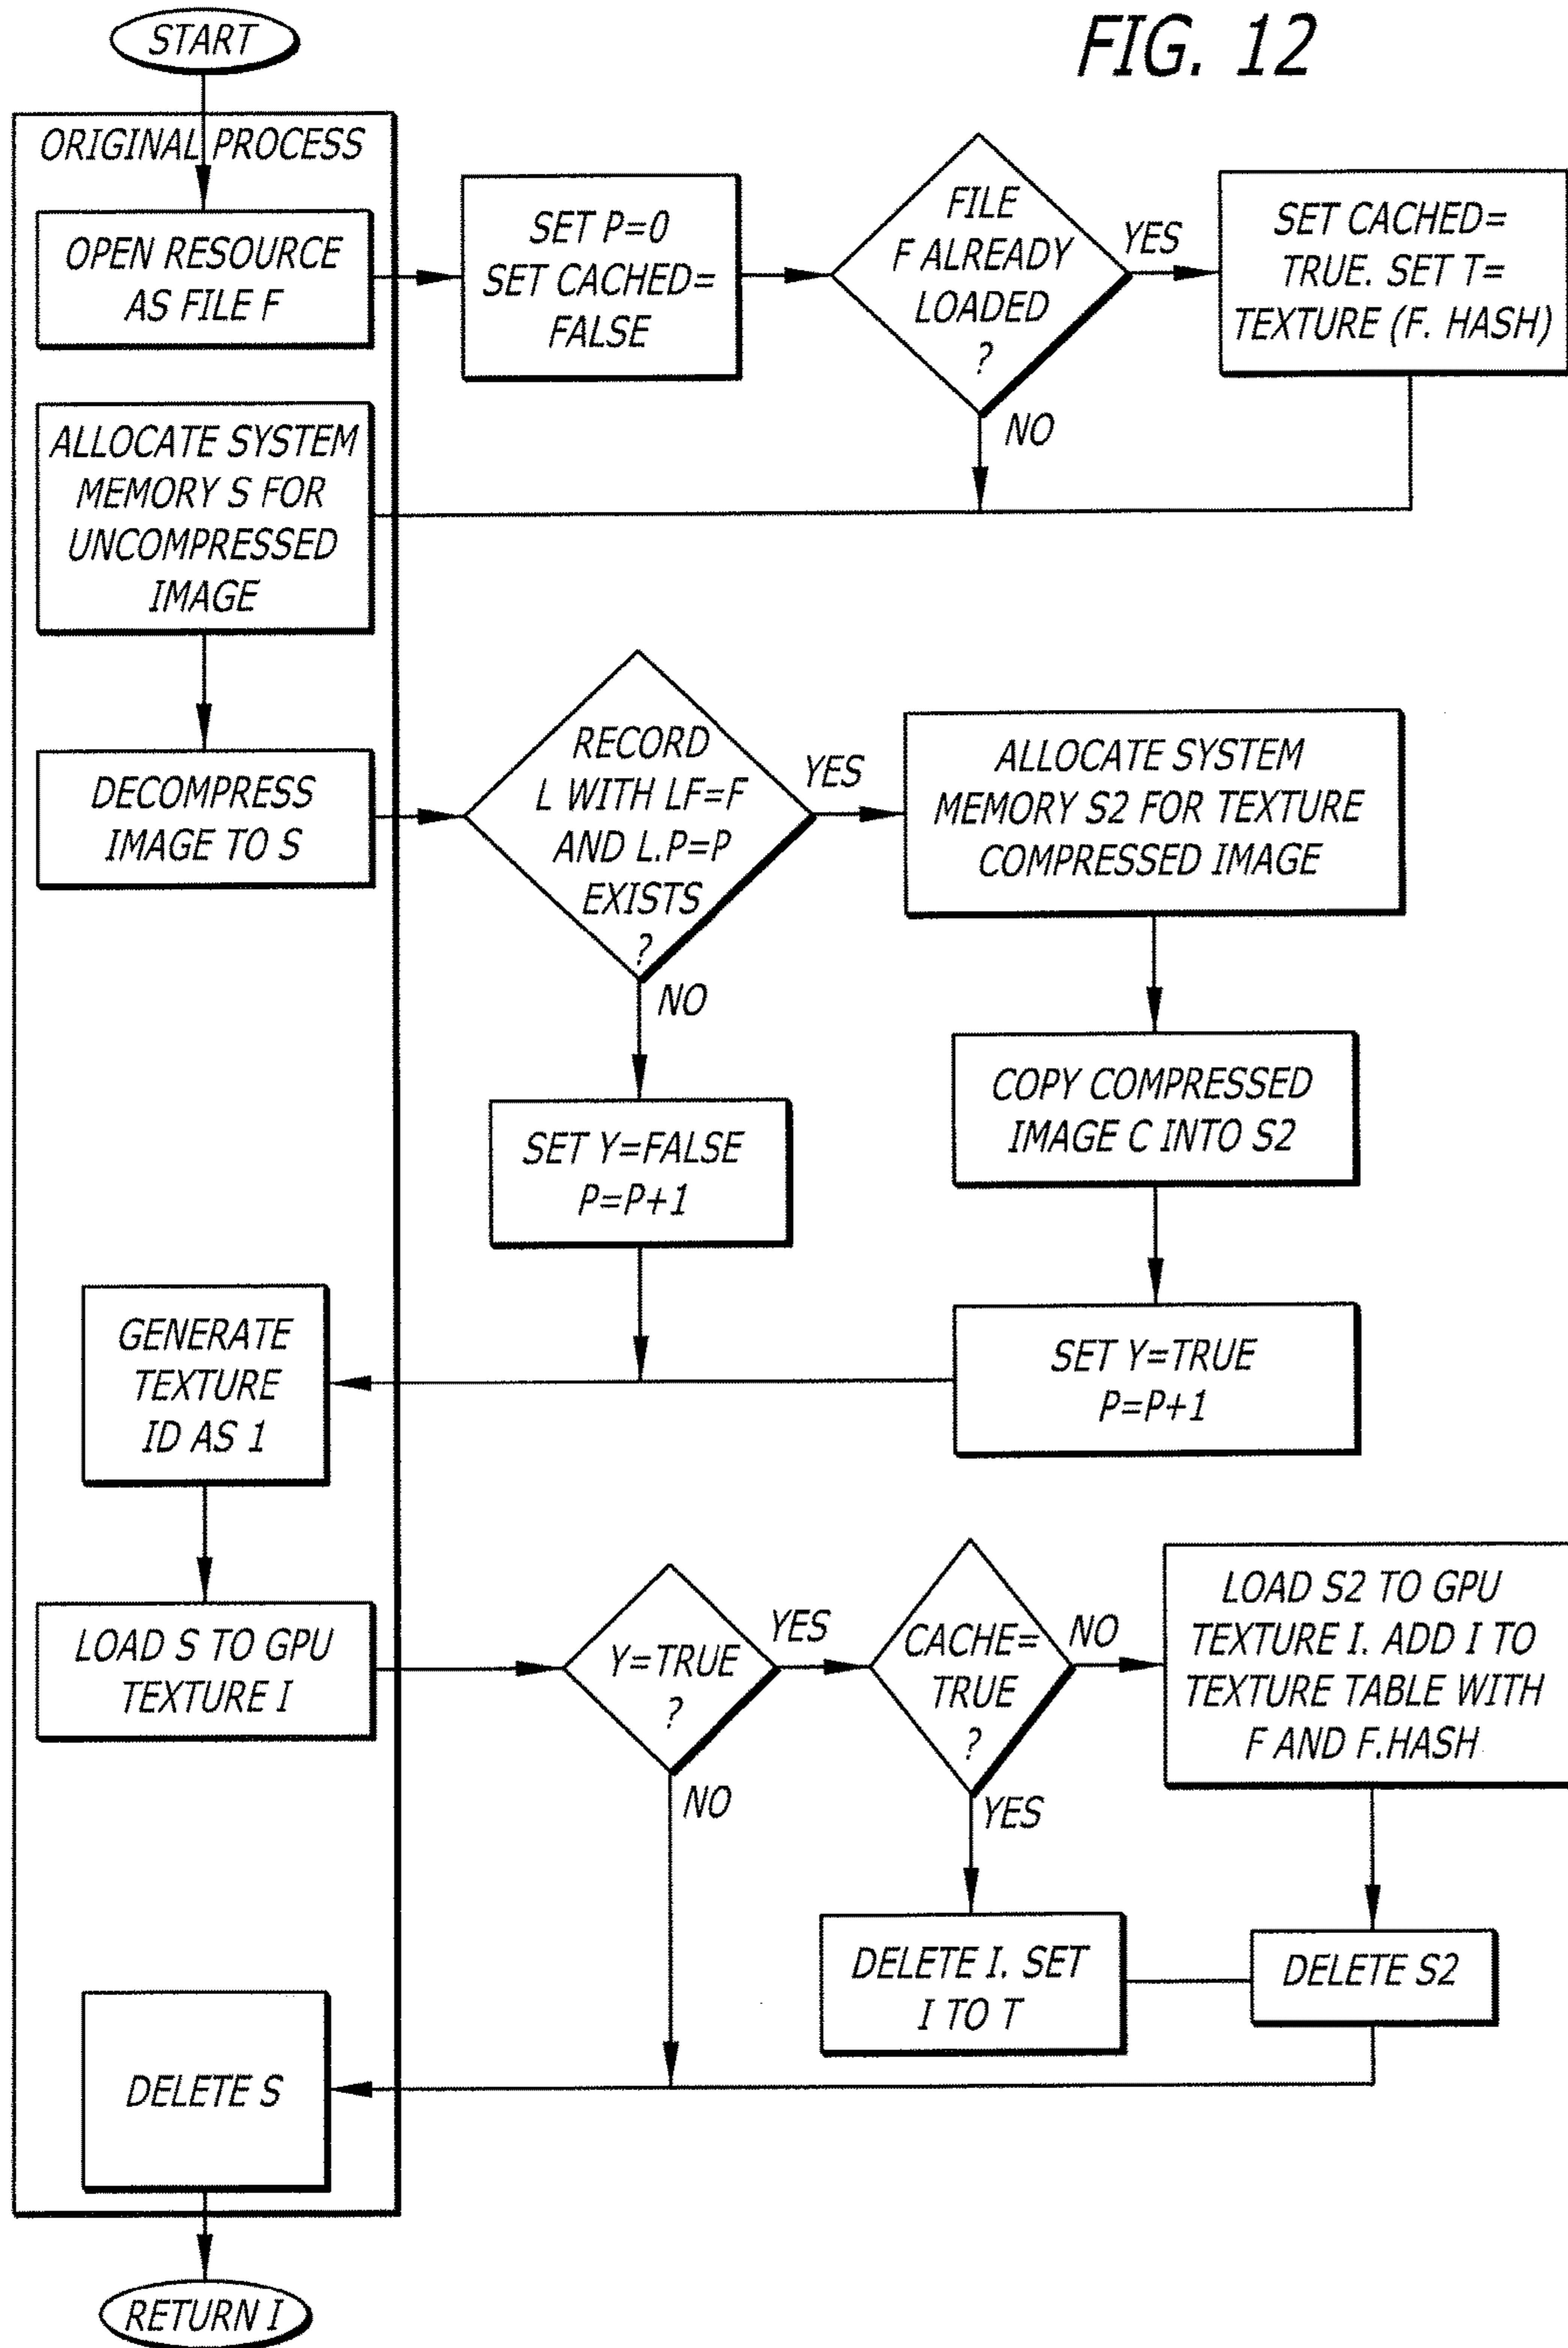 FIG. 12
START
ORIGINAL PROCESS
OPEN RESOURCE
AS FILE F
SET P=0
SET CACHED=
FALSE
FILE
F ALREADY
LOADED
?
YES
NO
SET CACHED=
TRUE. SET T=
TEXTURE (F. HASH)
ALLOCATE SYSTEM
MEMORY S FOR
UNCOMPRESSED
IMAGE
DECOMPRESS
IMAGE TO S
RECORD
L WITH LF=F
AND L.P=P
EXISTS
?
YES
NO
ALLOCATE SYSTEM
MEMORY S2 FOR TEXTURE
COMPRESSED IMAGE
COPY COMPRESSED
IMAGE C INTO S2
SET Y=FALSE
P=P+1
SET Y=TRUE
P=P+1
GENERATE
TEXTURE
ID AS 1
LOAD S TO GPU
TEXTURE I
Y=TRUE
?
YES
NO
CACHE=
TRUE
?
NO
YES
LOAD S2 TO GPU
TEXTURE I. ADD I TO
TEXTURE TABLE WITH
F AND F.HASH
DELETE I. SET
I TO T
DELETE S2
DELETE S
RETURN I